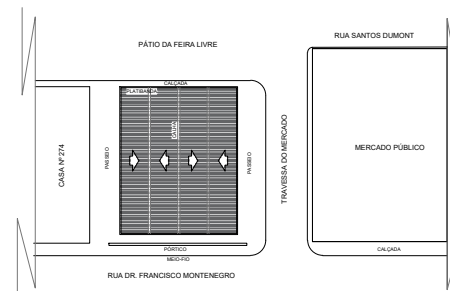 RUA SANTOS DUMONT
PÁTIO DA FEIRA LIVRE
CALÇADA
PLATIBANDA
CALHA
CASA Nº 274
PASSEIO
PASSEIO
TRAVESSA DO MERCADO
MERCADO PÚBLICO
PÓRTICO
CALÇADA
MEIO-FIO
RUA DR. FRANCISCO MONTENEGRO